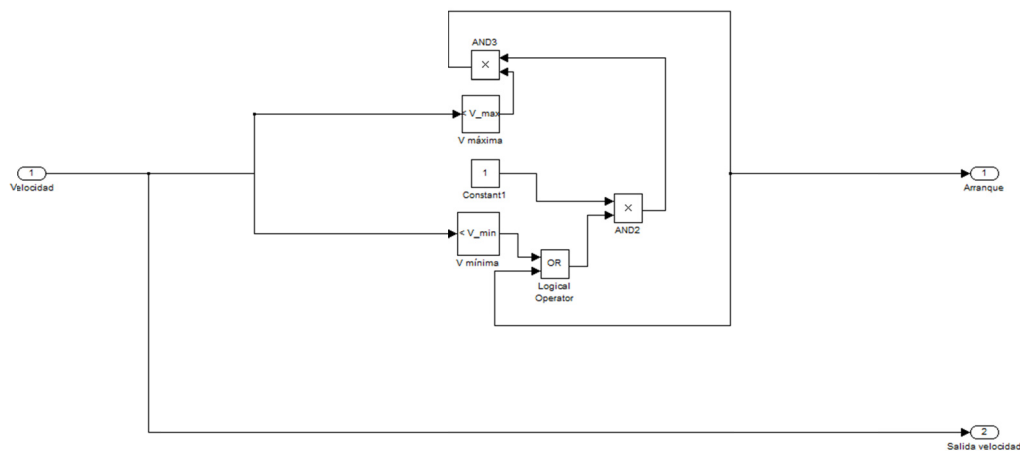 AND3
×
< V_max
V máxima
1
Velocidad
1
Constant1
1
Arranque
×
AND2
< V_min
V mínima
OR
Logical
Operator
2
Salida velocidad